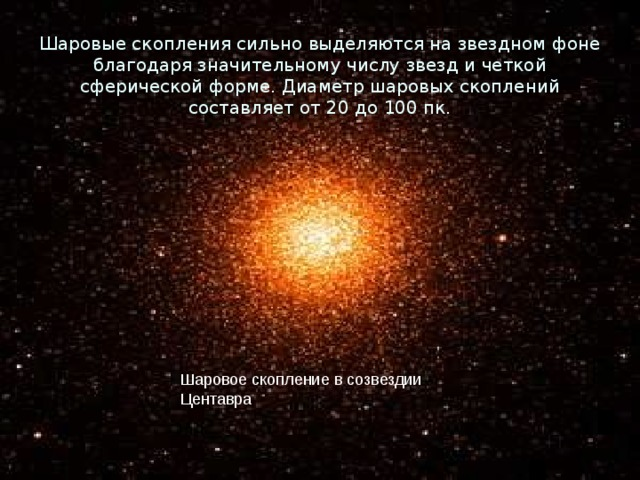 Шаровые скопления сильно выделяются на звездном фоне
благодаря значительному числу звезд и четкой
сферической форме. Диаметр шаровых скоплений
составляет от 20 до 100 пк.
Шаровое скопление в созвездии
Центавра